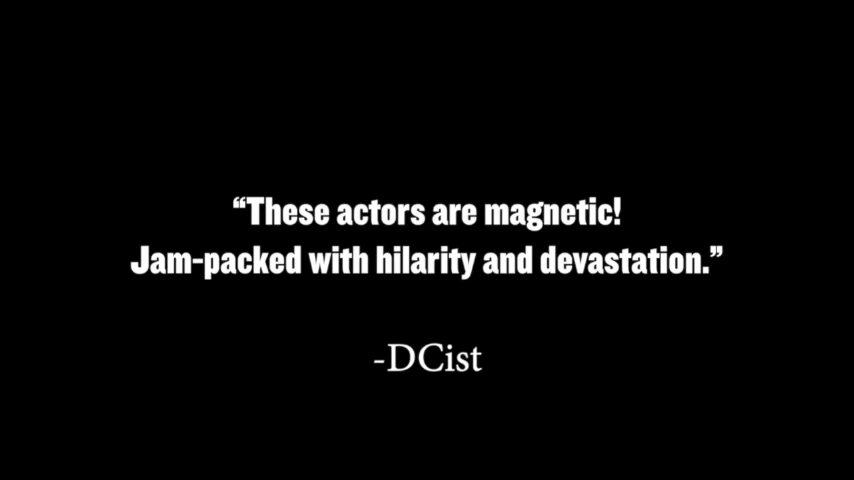 “These actors are magnetic!
Jam-packed with hilarity and devastation.”
-DCist